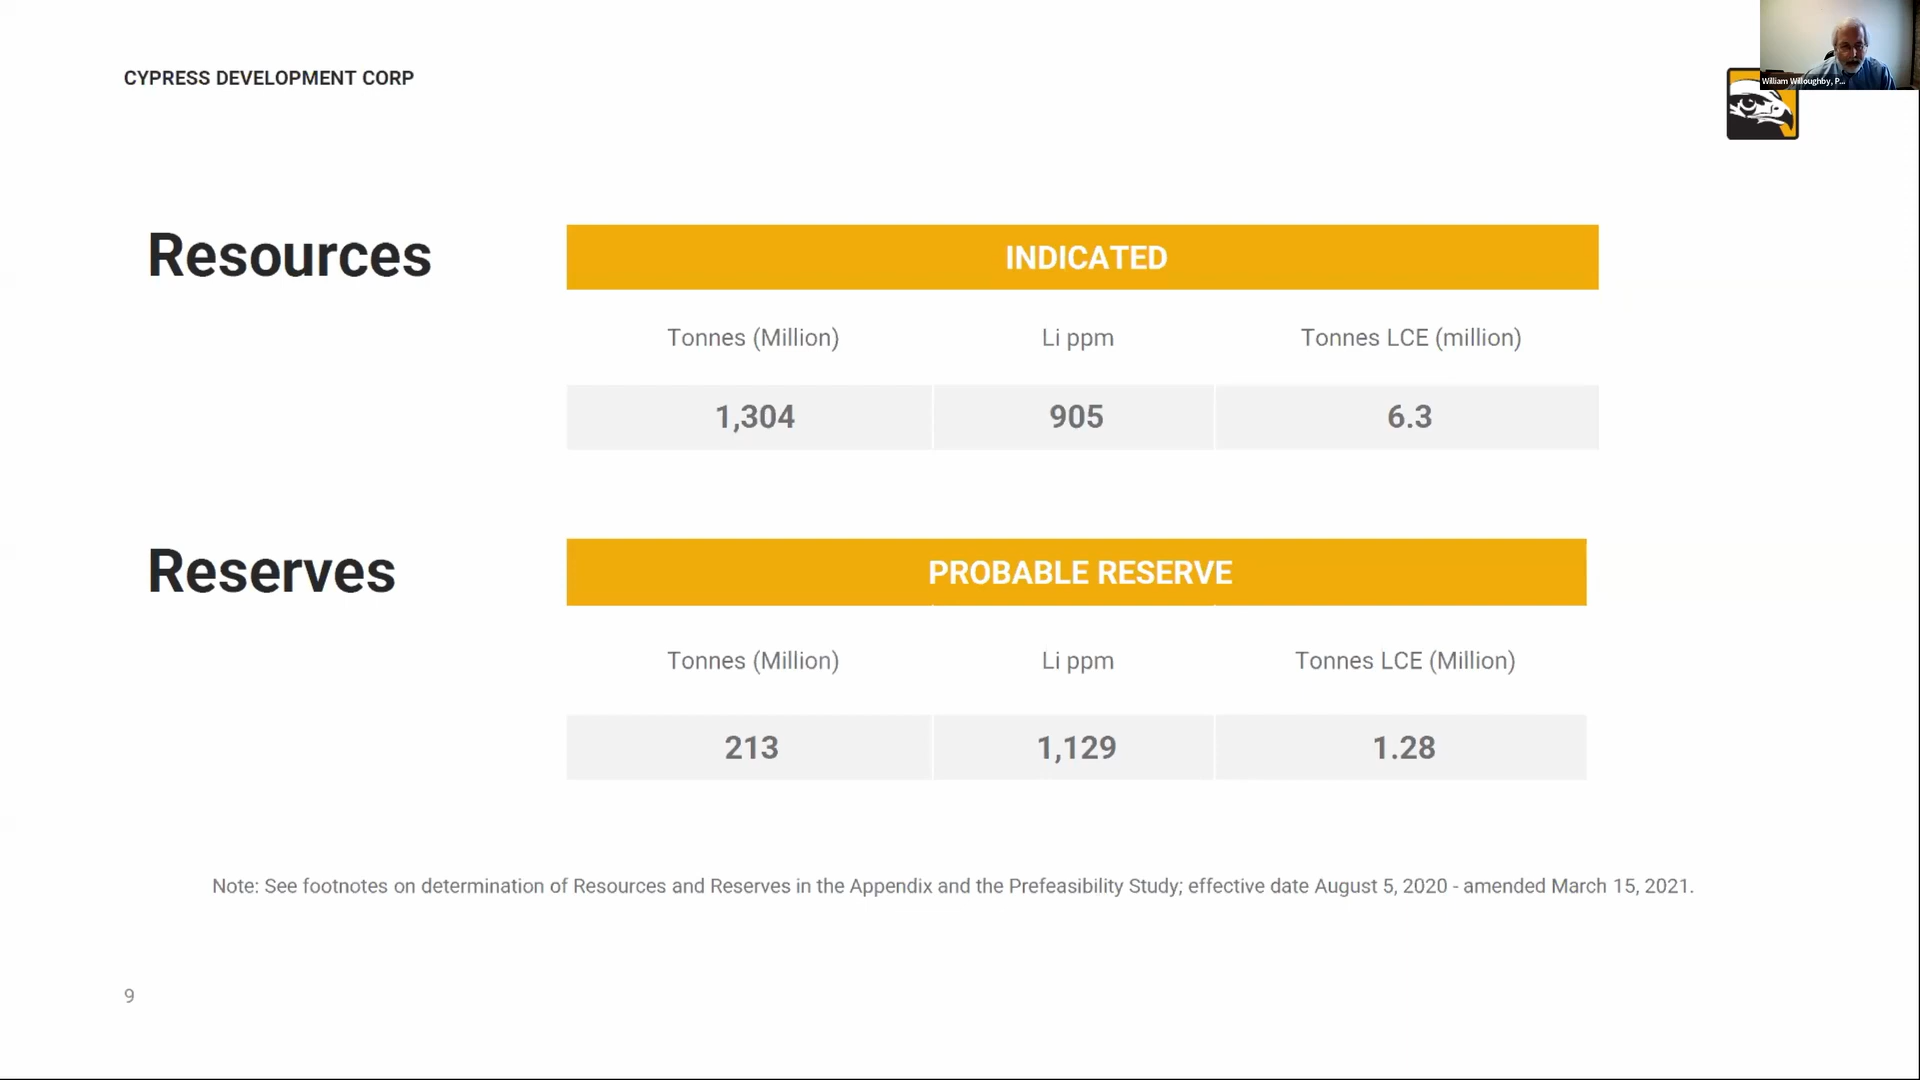 CYPRESS DEVELOPMENT CORP
William Willoughby, P...
Resources
INDICATED
Tonnes (Million) Li ppm Tonnes LCE (million)
1,304 905 6.3
Reserves
PROBABLE RESERVE
Tonnes (Million) Li ppm Tonnes LCE (Million)
213 1,129 1.28
Note: See footnotes on determination of Resources and Reserves in the Appendix and the Prefeasibility Study; effective date August 5, 2020 - amended March 15, 2021.
9